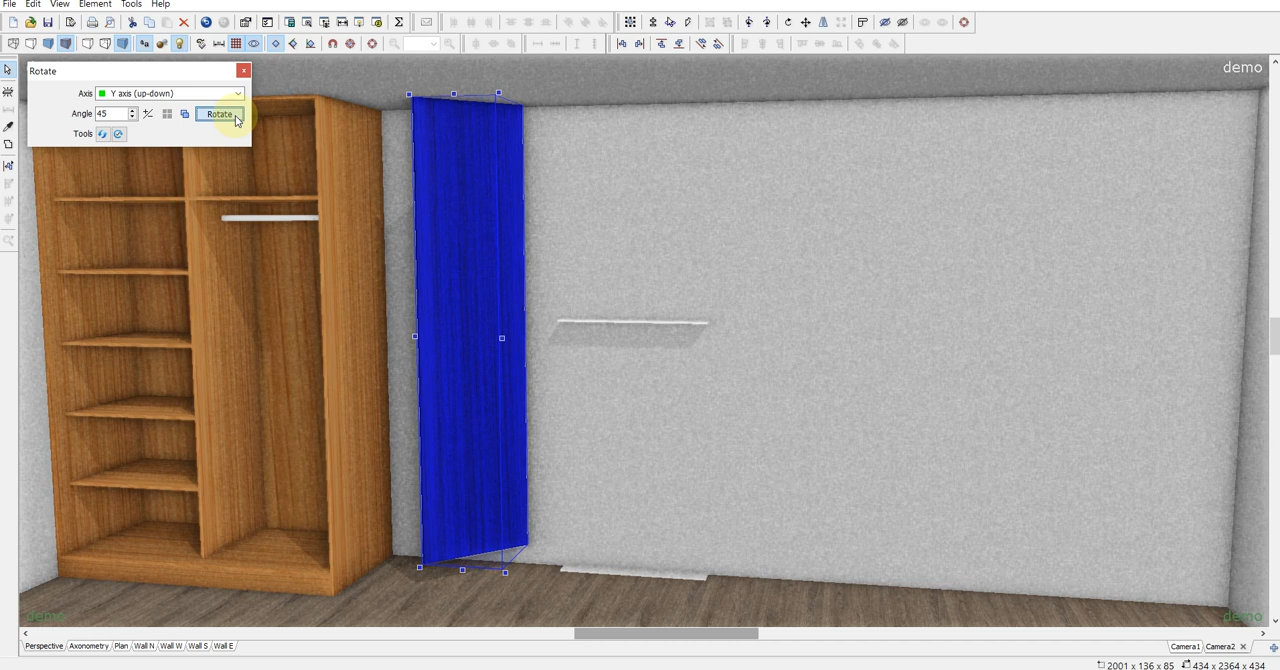 File Edit View Element Tools Help
demo
Rotate
Axis Y axis (up-down)
Angle 45 Rotate
Tools
demo demo
Perspective Axonometry Plan Wall N Wall W Wall S Wall E Camera1 Camera2
2001 x 136 x 85 434 x 2364 x 434